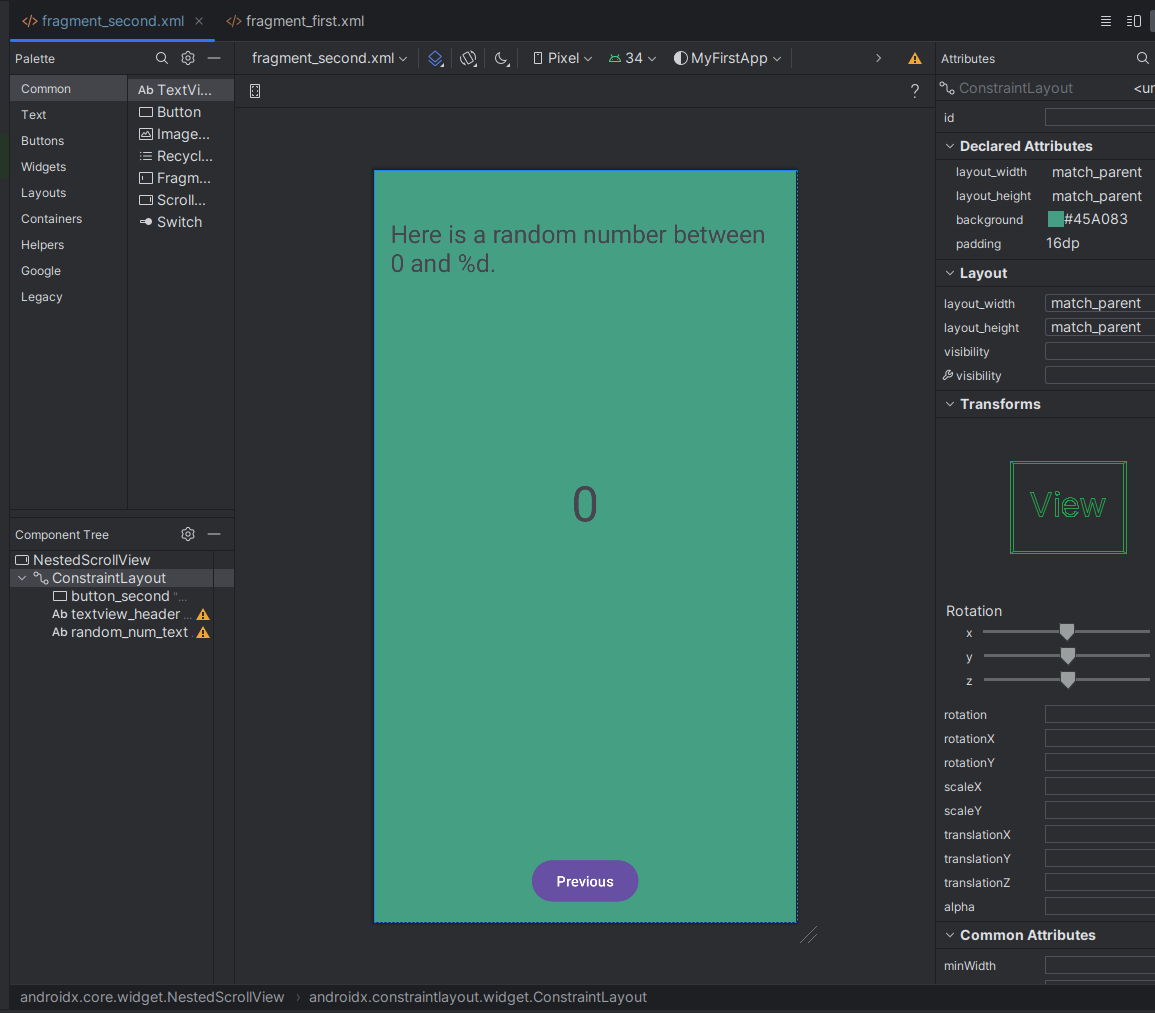 fragment_second.xml
fragment_first.xml
Palette
fragment_second.xml
Pixel
34
MyFirstApp
Attributes
Common
Text
Buttons
Widgets
Layouts
Containers
Helpers
Google
Legacy
Ab TextVi...
Button
Image...
Recycl...
Fragm...
Scroll...
Switch
?
Here is a random number between
0 and %d.
0
Previous
Component Tree
NestedScrollView
ConstraintLayout
button_second "...
Ab textview_header ...
Ab random_num_text
ConstraintLayout <ur
id
Declared Attributes
layout_width match_parent
layout_height match_parent
background #45A083
padding 16dp
Layout
layout_width match_parent
layout_height match_parent
visibility
visibility
Transforms
View
Rotation
x
y
z
rotation
rotationX
rotationY
scaleX
scaleY
translationX
translationY
translationZ
alpha
Common Attributes
minWidth
androidx.core.widget.NestedScrollView › androidx.constraintlayout.widget.ConstraintLayout